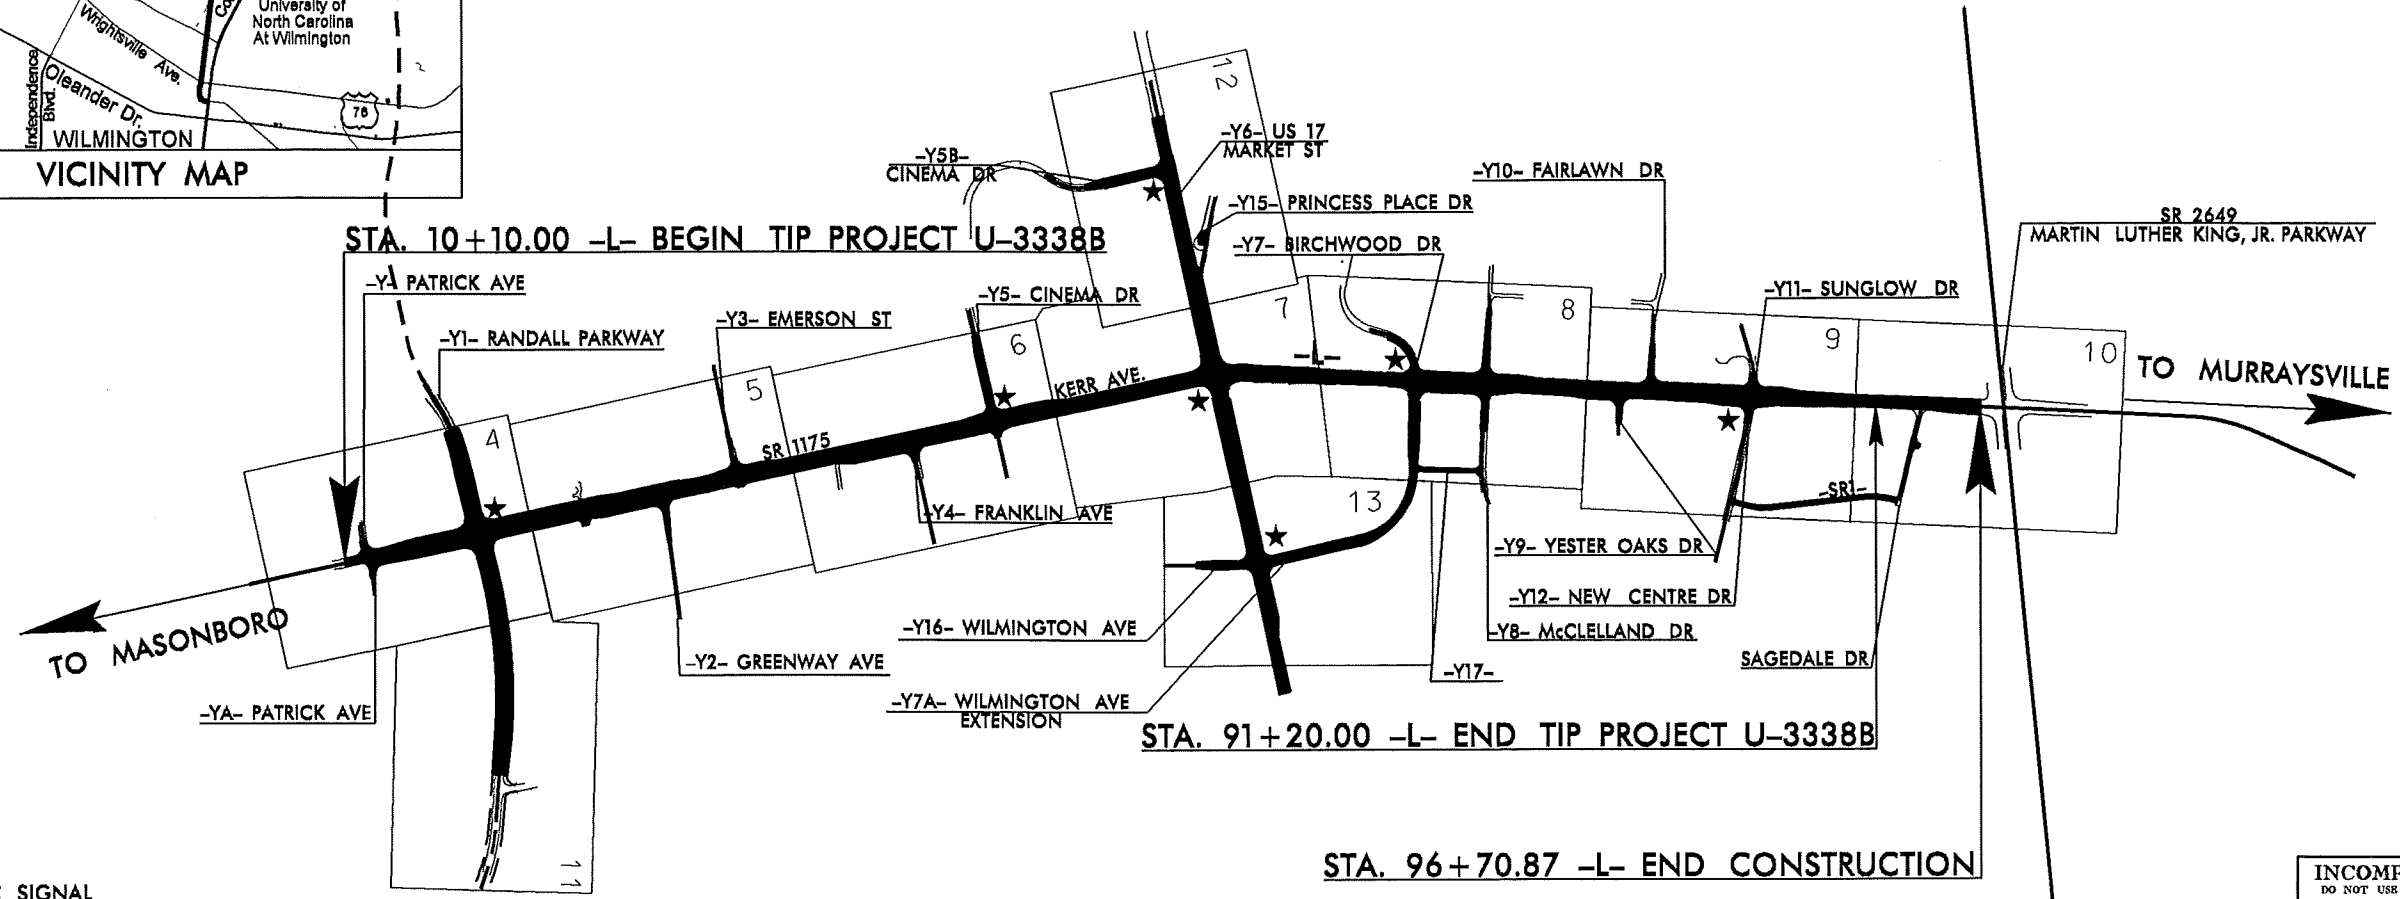 University of
North Carolina
At Wilmington
Wrightsville Ave.
Independence
Blvd.
Oleander Dr.
76
WILMINGTON
VICINITY MAP
STA. 10+10.00 -L- BEGIN TIP PROJECT U-3338B
-Y- PATRICK AVE
-Y1- RANDALL PARKWAY
-Y3- EMERSON ST
-Y5- CINEMA DR
-Y5B-
CINEMA DR
12
-Y6- US 17
MARKET ST
-Y15- PRINCESS PLACE DR
-Y7- BIRCHWOOD DR
-Y10- FAIRLAWN DR
-Y11- SUNGLOW DR
SR 2649
MARTIN LUTHER KING, JR. PARKWAY
4
5
6
7
8
9
10
-L-
KERR AVE.
SR 1175
TO MURRAYSVILLE
TO MASONBORO
-Y4- FRANKLIN AVE
13
-SR1-
-Y9- YESTER OAKS DR
-Y12- NEW CENTRE DR
-Y8- McCLELLAND DR
-Y16- WILMINGTON AVE
-Y2- GREENWAY AVE
SAGEDALE DR
-Y17-
-YA- PATRICK AVE
-Y7A- WILMINGTON AVE
EXTENSION
STA. 91+20.00 -L- END TIP PROJECT U-3338B
11
STA. 96+70.87 -L- END CONSTRUCTION
SIGNAL
INCOMP
DO NOT USE